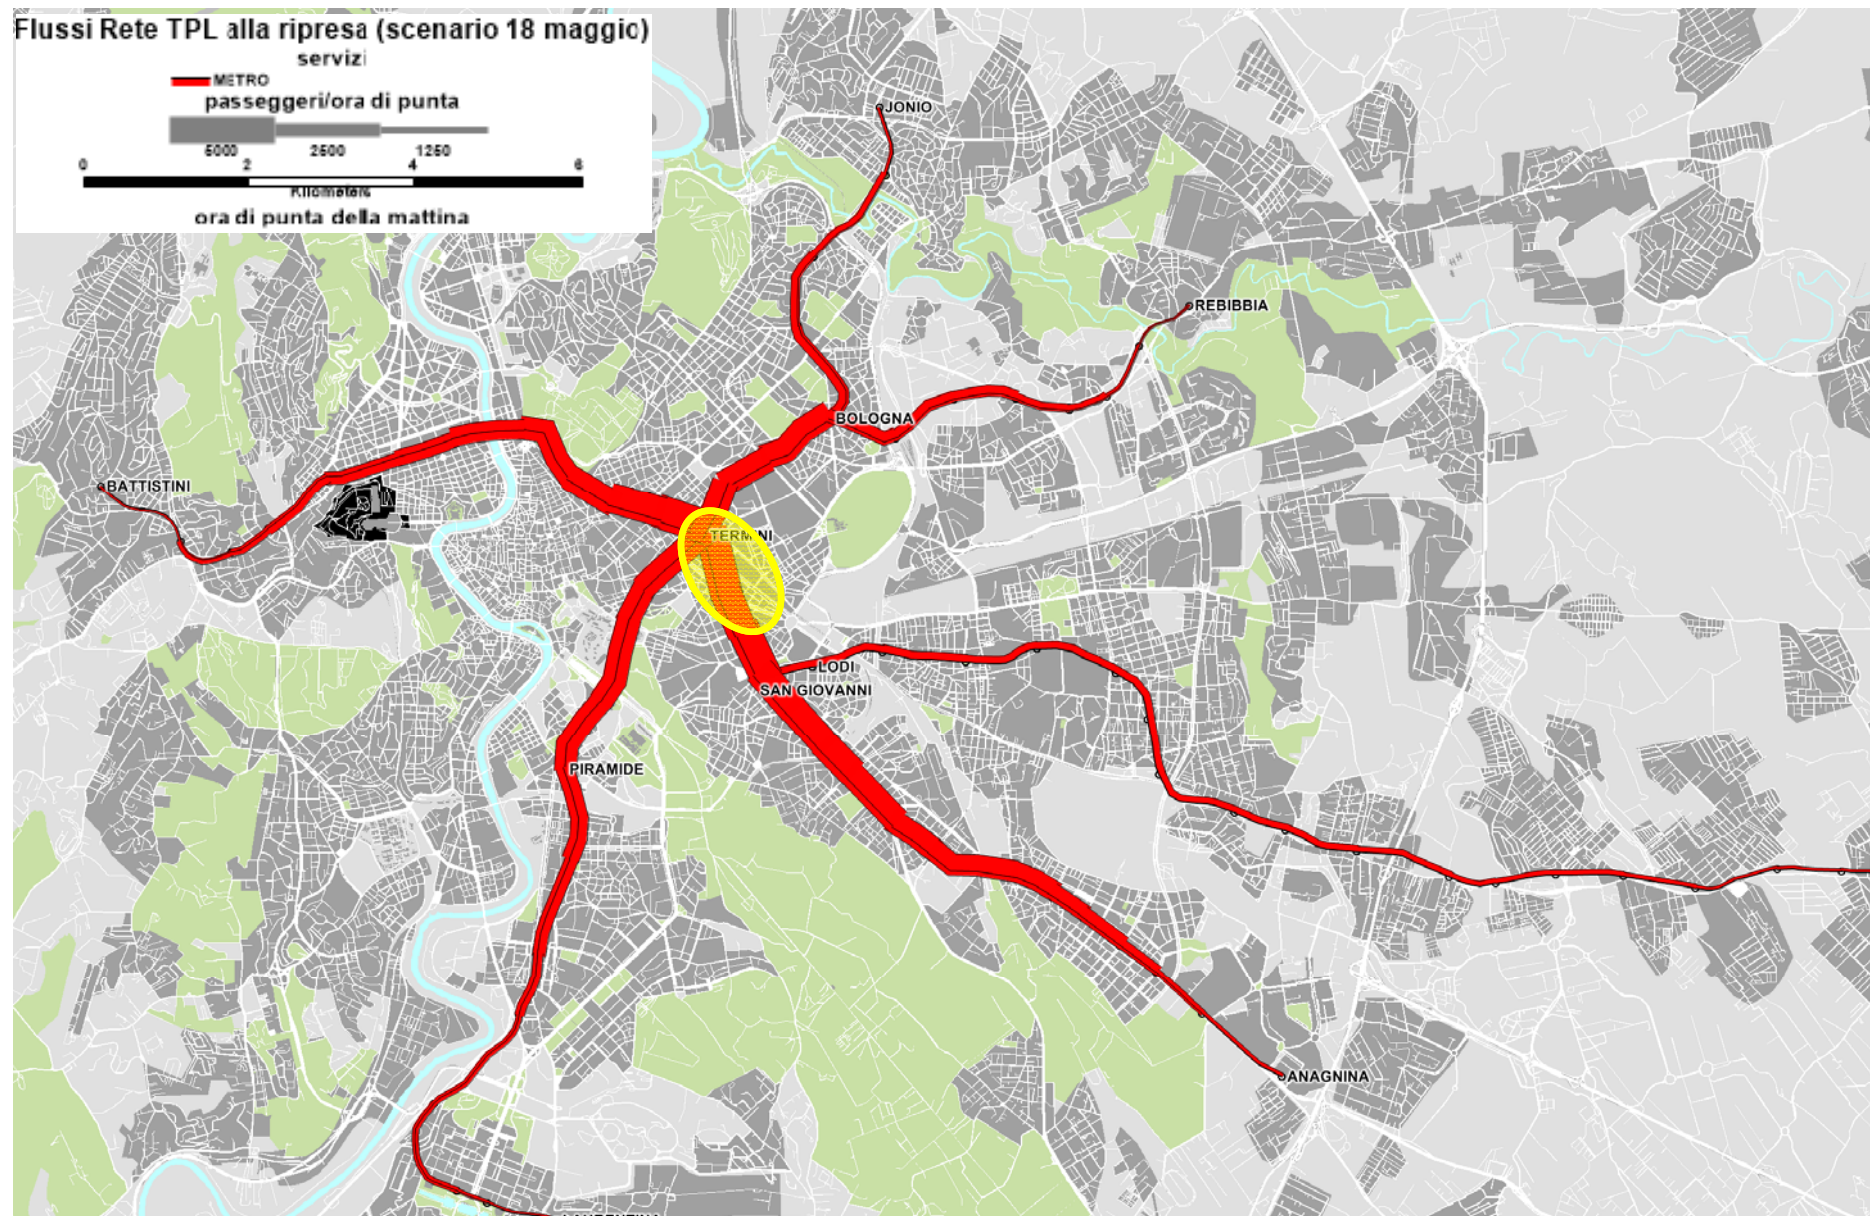 Flussi Rete TPL alla ripresa (scenario 18 maggio)
servizi
METRO
passeggeri/ora di punta
5000 2500 1250
0 2 4 6
Kilometers
ora di punta della mattina
JONIO
REBIBBIA
BOLOGNA
BATTISTINI
TERMINI
LODI
SAN GIOVANNI
PIRAMIDE
ANAGNINA
LAURENTINA